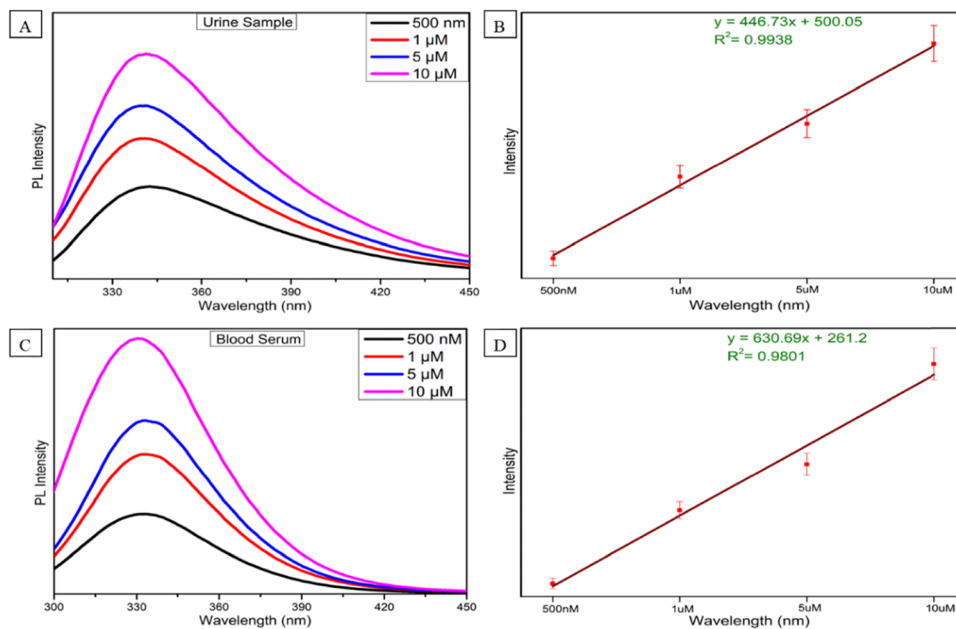 A
Urine Sample
500 nm
1 µM
5 µM
10 µM
PL Intensity
330
360
390
420
450
Wavelength (nm)
B
y = 446.73x + 500.05
R²= 0.9938
Intensity
500nM
1uM
5uM
10uM
Wavelength (nm)
C
Blood Serum
500 nM
1 µM
5 µM
10 µM
PL Intensity
300
330
360
390
420
450
Wavelength (nm)
D
y = 630.69x + 261.2
R²= 0.9801
Intensity
500nM
1uM
5uM
10uM
Wavelength (nm)